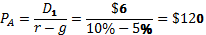 P_A = D_1 / (r − g) = $6 / (10% − 5%) = $120